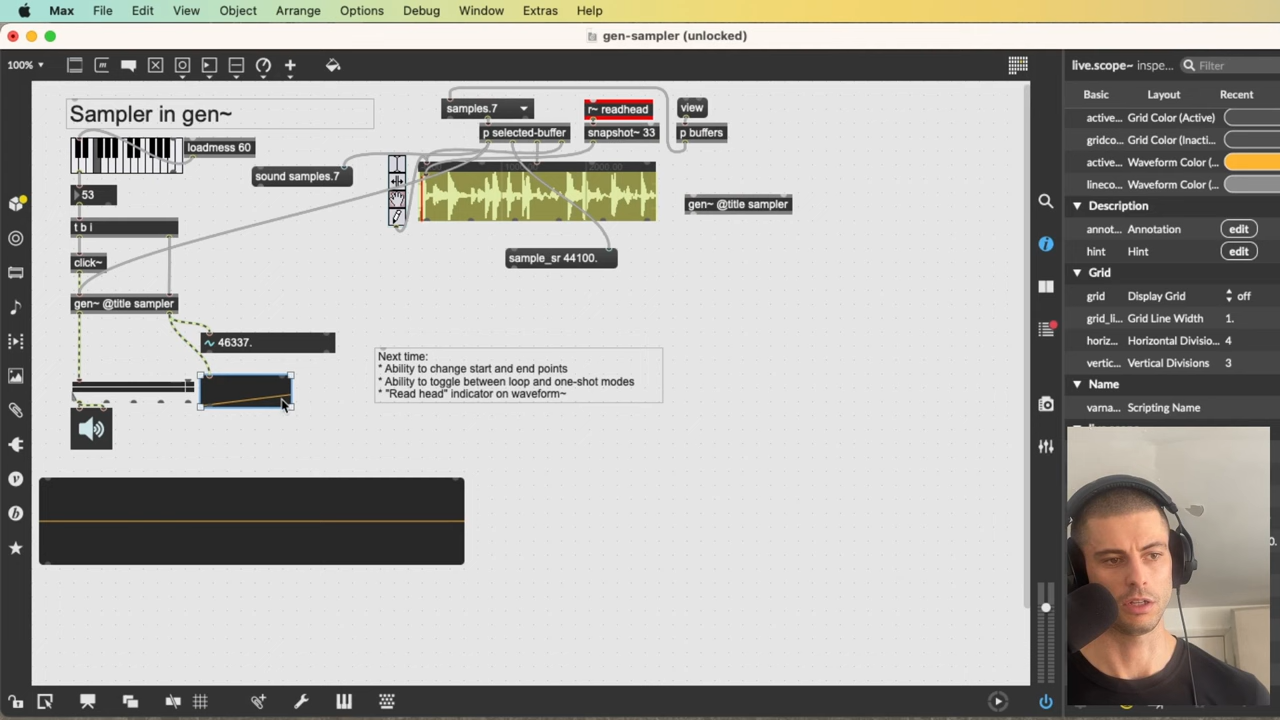 Max File Edit View Object Arrange Options Debug Window Extras Help
gen-sampler (unlocked)
100%
live.scope~ inspe... Filter
Basic Layout Recent
Sampler in gen~
samples.7
r~ readhead
view
p selected-buffer
snapshot~ 33
p buffers
loadmess 60
sound samples.7
53
t b i
click~
gen~ @title sampler
gen~ @title sampler
sample_sr 44100.
46337.
Next time:
* Ability to change start and end points
* Ability to toggle between loop and one-shot modes
* "Read head" indicator on waveform~
active... Grid Color (Active)
gridco... Grid Color (Inacti...
active... Waveform Color (...
lineco... Waveform Color (...
Description
annot... Annotation edit
hint Hint edit
Grid
grid Display Grid off
grid_li... Grid Line Width 1.
horiz... Horizontal Divisio... 4
vertic... Vertical Divisions 3
Name
varna... Scripting Name